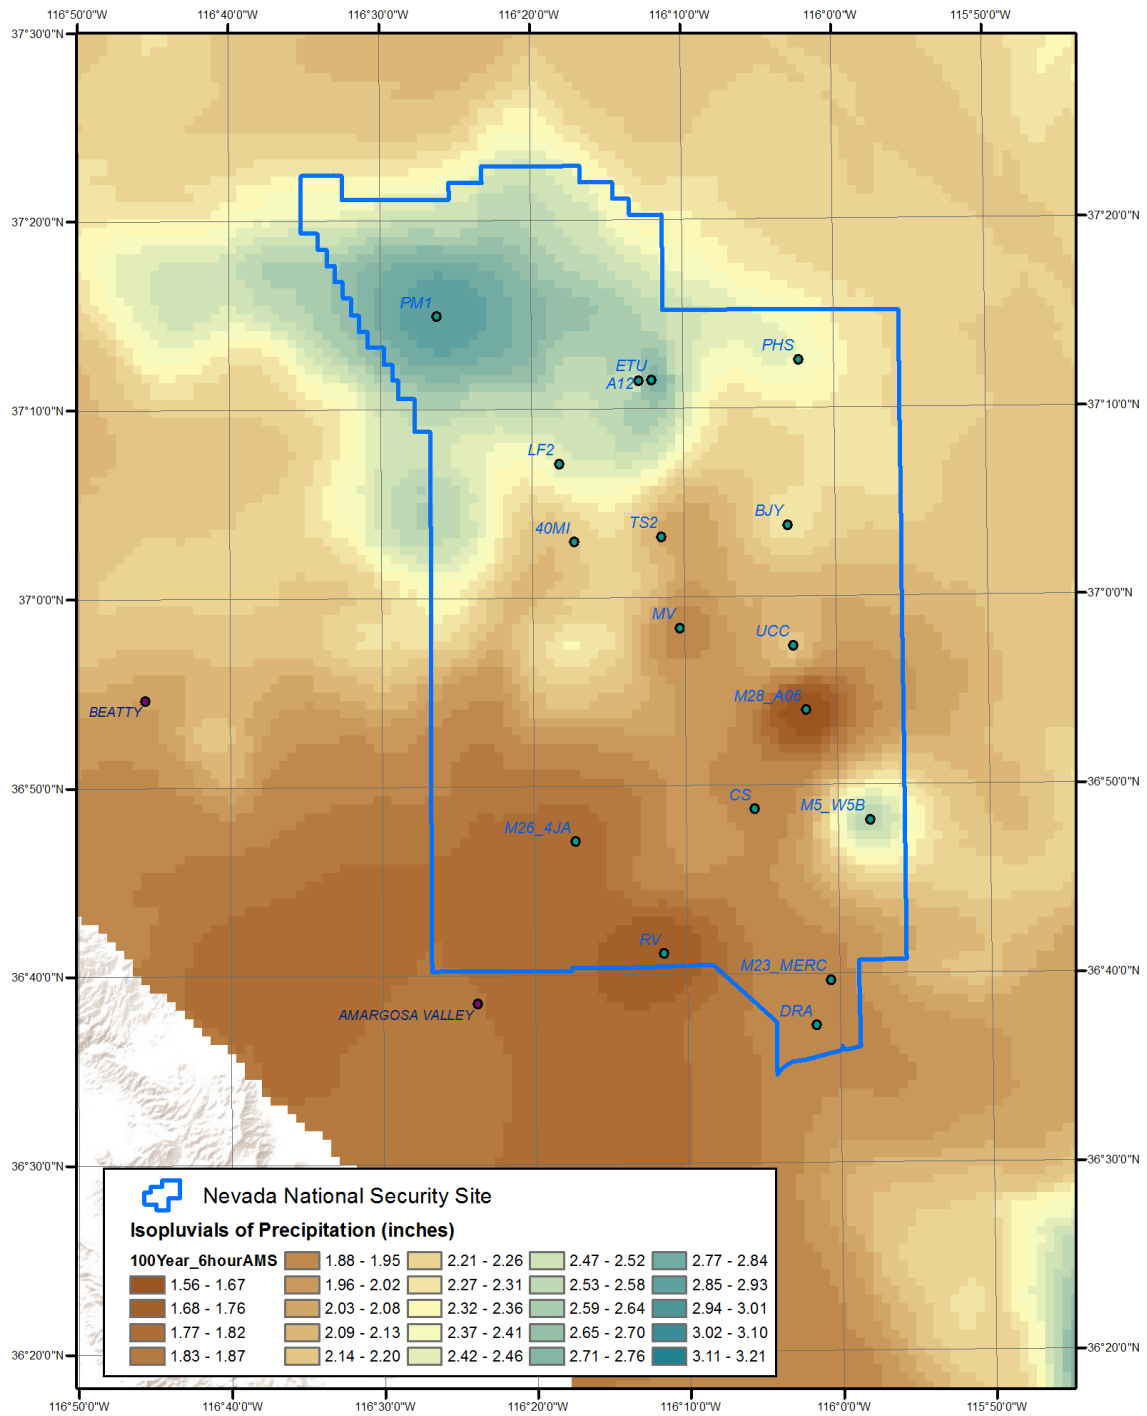 116°50'0"W 116°40'0"W 116°30'0"W 116°20'0"W 116°10'0"W 116°0'0"W 115°50'0"W
37°30'0"N
37°20'0"N 37°20'0"N
PM1
PHS
ETU
A12
37°10'0"N 37°10'0"N
LF2
BJY
TS2
40MI
37°0'0"N 37°0'0"N
MV
UCC
M28_A06
BEATTY
36°50'0"N 36°50'0"N
CS
M5_W5B
M26_4JA
RV
M23_MERC
36°40'0"N 36°40'0"N
DRA
AMARGOSA VALLEY
36°30'0"N 36°30'0"N
Nevada National Security Site
Isopluvials of Precipitation (inches)
100Year_6hourAMS 1.88 - 1.95 2.21 - 2.26 2.47 - 2.52 2.77 - 2.84
1.56 - 1.67 1.96 - 2.02 2.27 - 2.31 2.53 - 2.58 2.85 - 2.93
1.68 - 1.76 2.03 - 2.08 2.32 - 2.36 2.59 - 2.64 2.94 - 3.01
1.77 - 1.82 2.09 - 2.13 2.37 - 2.41 2.65 - 2.70 3.02 - 3.10
1.83 - 1.87 2.14 - 2.20 2.42 - 2.46 2.71 - 2.76 3.11 - 3.21
36°20'0"N 36°20'0"N
116°50'0"W 116°40'0"W 116°30'0"W 116°20'0"W 116°10'0"W 116°0'0"W 115°50'0"W